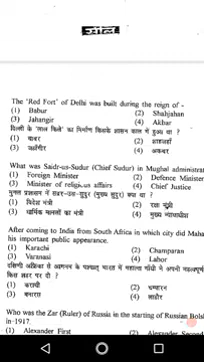 The 'Red Fort' of Delhi was built during the reign of -
(1) Babur (2) Shahjahan
(3) Jahangir (4) Akbar
दिल्ली के 'लाल किले' का निर्माण किसके शासन काल में हुआ था ?
(1) बाबर (2) शाहजहाँ
(3) जहाँगीर (4) अकबर
What was Saidr-us-Sudur (Chief Sudur) in Mughal administrat
(1) Foreign Minister (2) Defence Minister
(3) Minister of religious affairs (4) Chief Justice
मुगल प्रशासन में सदर-उस-सुदूर (मुख्य सुदूर) क्या था ?
(1) विदेश मंत्री (2) रक्षा मंत्री
(3) धार्मिक मामलों का मंत्री (4) मुख्य न्यायाधीश
After coming to India from South Africa in which city did Maha
his important public appearance.
(1) Karachi (2) Champaran
(3) Varanasi (4) Lahor
दक्षिणी अफ्रिका से आगमन के पश्चात् भारत में महात्मा गाँधी ने अपनी महत्वपूर्ण
किस शहर पर दी ?
(1) कराची (2) चम्पारन
(3) बनारस (4) लाहौर
Who was the Zar (Ruler) of Russia in the starting of Russian Bols
in-1917.
(1) Alexander First (2) Alexander Second